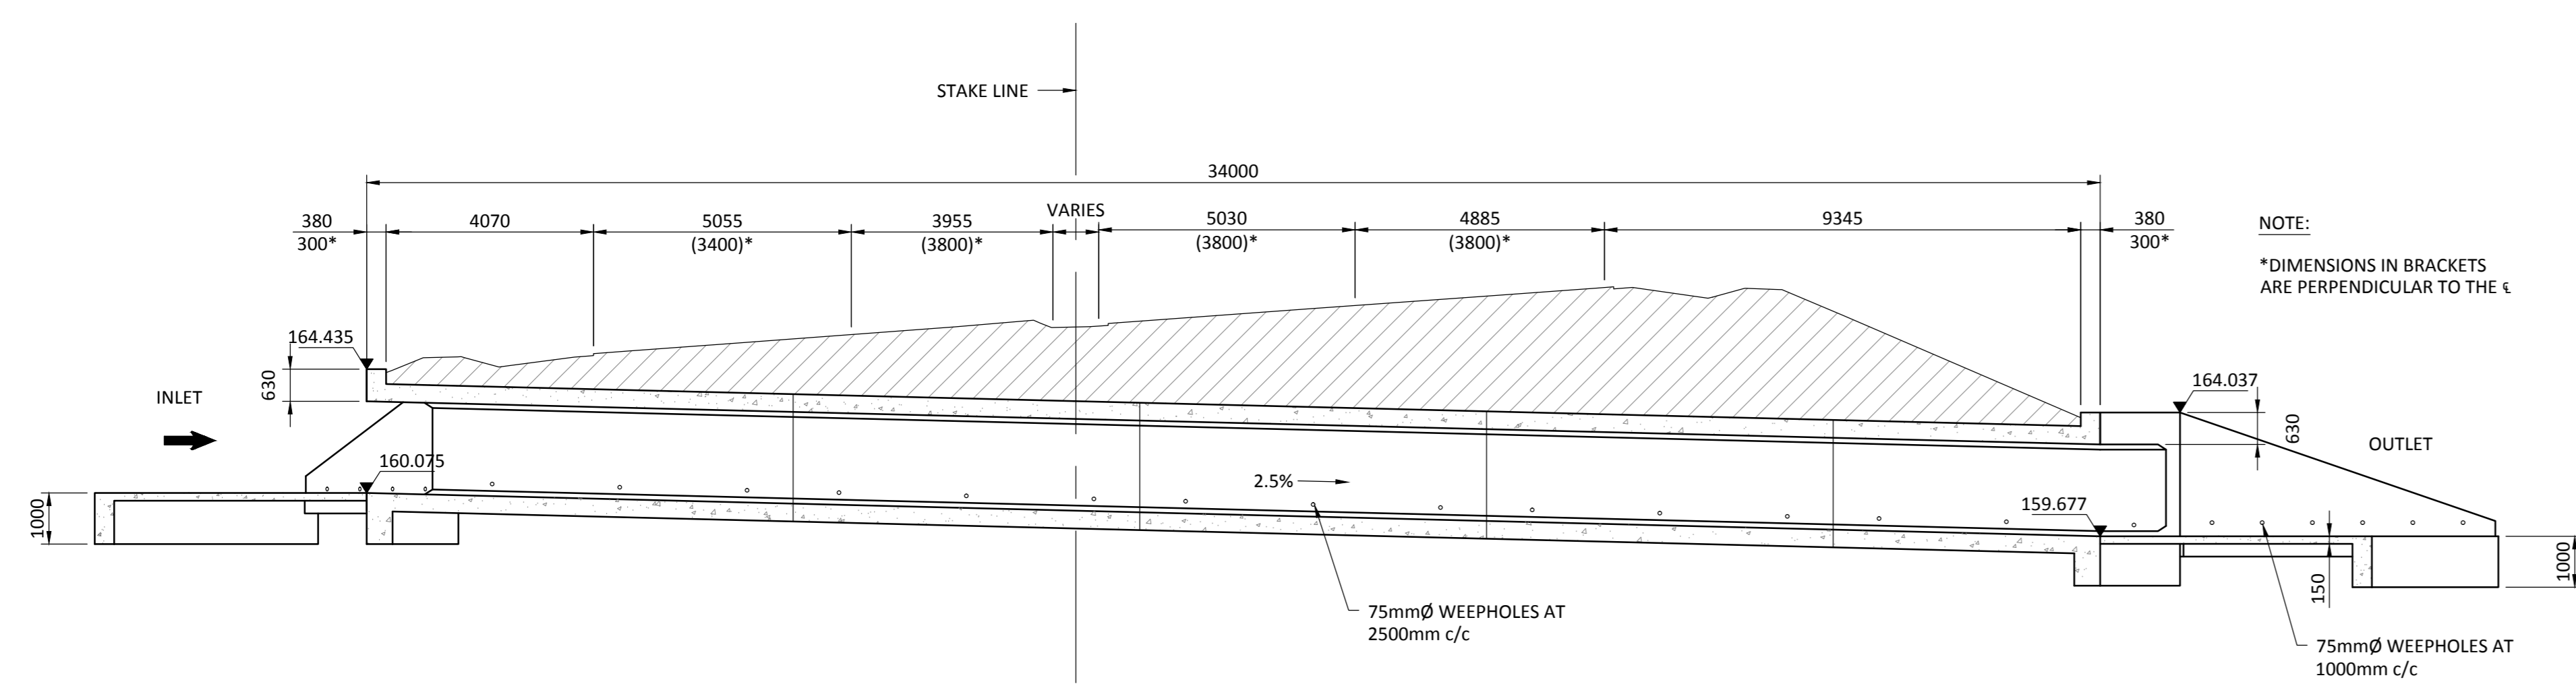 STAKE LINE
34000
380
300*
4070
5055
(3400)*
3955
(3800)*
VARIES
5030
(3800)*
4885
(3800)*
9345
380
300*
NOTE:
*DIMENSIONS IN BRACKETS
ARE PERPENDICULAR TO THE ℄
164.435
630
INLET
160.075
1000
2.5%
164.037
630
OUTLET
159.677
150
1000
75mmØ WEEPHOLES AT
2500mm c/c
75mmØ WEEPHOLES AT
1000mm c/c